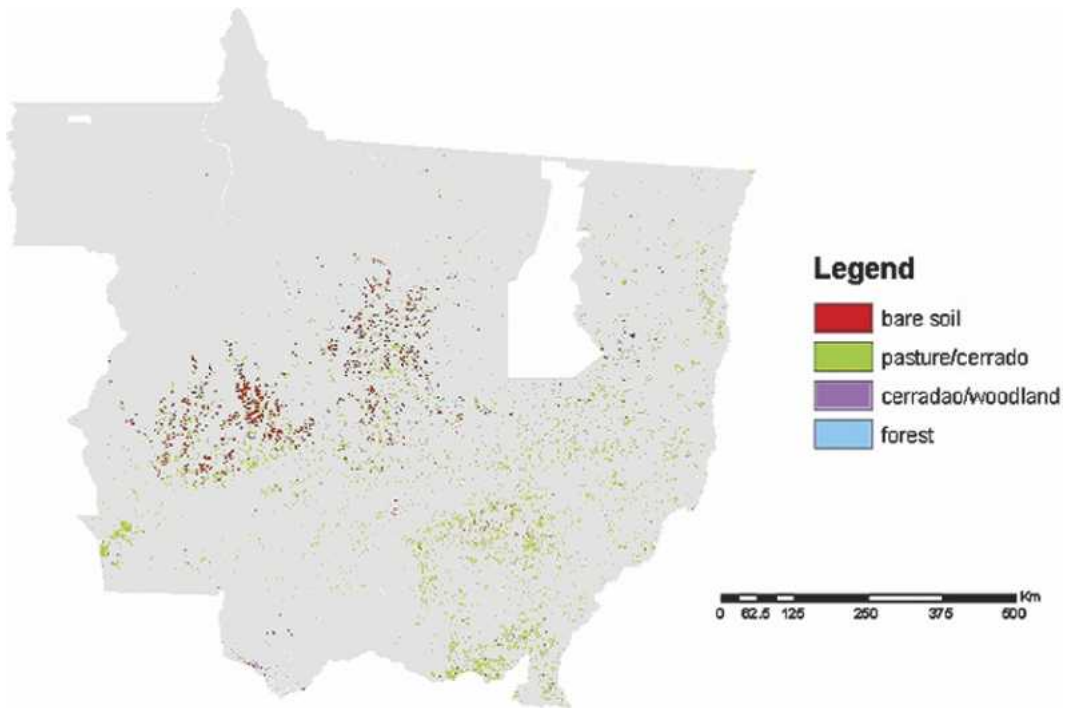 Legend
bare soil
pasture/cerrado
cerradao/woodland
forest
Km
0 62.5 125 250 375 500